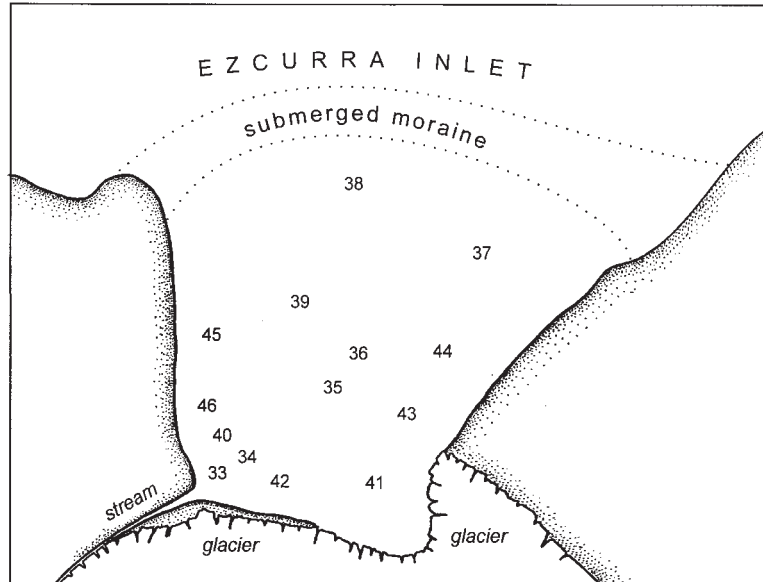 EZCURRA INLET
submerged moraine
38
37
39
45
36
44
35
46
43
40
34
33
42
41
stream
glacier
glacier